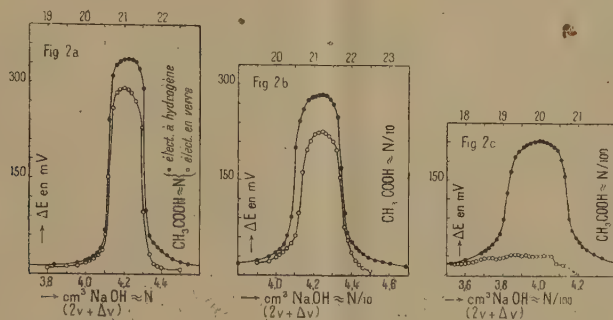 19 20 21 22
Fig 2a
300
150
→ ΔE en mV
CH₃COOH ≈ N { • élect. à hydrogène
◦ élect. en verre
3,8 4,0 4,2 4,4
→ cm³ NaOH ≈ N
(2v + Δv)
20 21 22 23
Fig 2b
300
150
→ ΔE en mV
CH₃COOH ≈ N/10
4,0 4,2 4,4 4,6
→ cm³ NaOH ≈ N/10
(2v + Δv)
18 19 20 21
Fig 2c
150
→ ΔE en mV
CH₃COOH ≈ N/100
3,6 3,8 4,0 4,2
→ cm³ NaOH ≈ N/100
(2v + Δv)